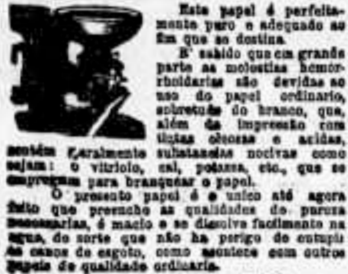 Este papel é perfeita-
mente puro e adequado ao
fim que se destina.
E' sabido que em grande
parte as molestias hemor-
rhoidarias são devidas ao
uso do papel ordinario,
sobretudo do branco, que,
além da impressão com
tintas oleosas e acidas,
contém geralmente substancias nocivas como
sejam: o vitriolo, cal, potassa, etc., que se
empregam para branquear o papel.
O presente papel é o unico até agora
feito que preenche as qualidades de pureza
necessarias, é macio e se dissolve facilmente na
agua, de sorte que não ha perigo de entupir
os canos de esgoto, como acontece com outros
papeis de qualidade ordinaria.